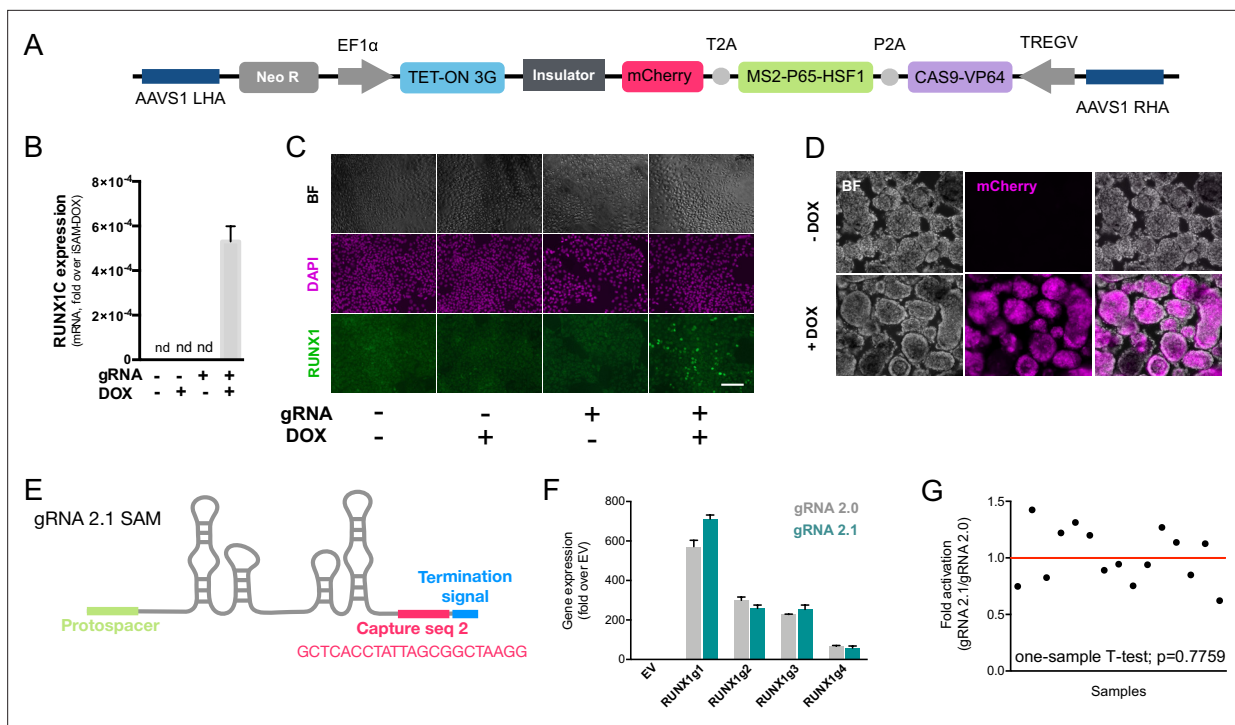 A
EF1α
T2A
P2A
TREGV
Neo R
TET-ON 3G
Insulator
mCherry
MS2-P65-HSF1
CAS9-VP64
AAVS1 LHA
AAVS1 RHA
B
RUNX1C expression
(mRNA, fold over iSAM-DOX)
8×10⁻⁴
6×10⁻⁴
4×10⁻⁴
2×10⁻⁴
0
nd nd nd
gRNA - - + +
DOX - + - +
C
BF
DAPI
RUNX1
gRNA - - + +
DOX - + - +
D
BF
mCherry
- DOX
+ DOX
E
gRNA 2.1 SAM
Protospacer
Termination
signal
Capture seq 2
GCTCACCTATTAGCGGCTAAGG
F
Gene expression
(fold over EV)
800
600
400
200
0
gRNA 2.0
gRNA 2.1
EV
RUNX1g1
RUNX1g2
RUNX1g3
RUNX1g4
G
Fold activation
(gRNA 2.1/gRNA 2.0)
1.5
1.0
0.5
0.0
one-sample T-test; p=0.7759
Samples